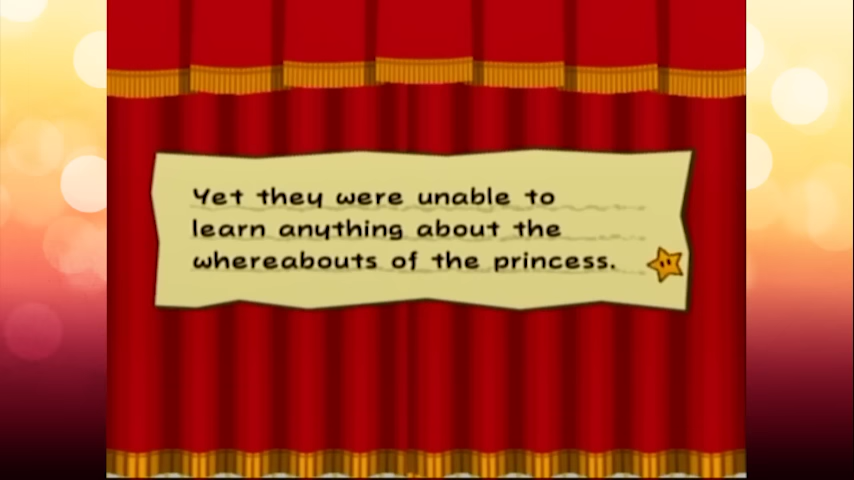 Yet they were unable to
learn anything about the
whereabouts of the princess.